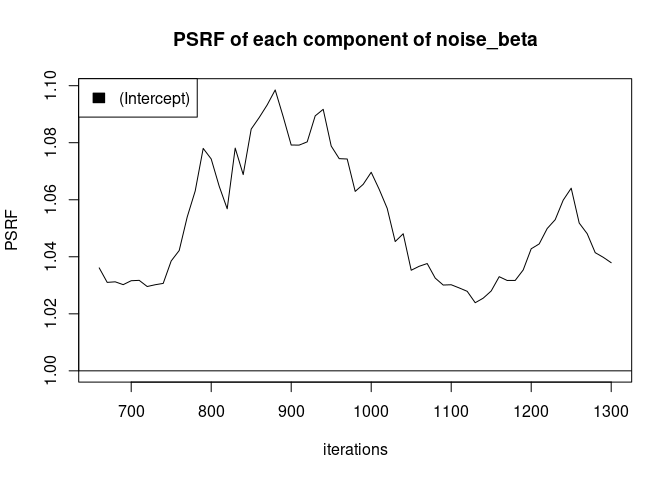 PSRF of each component of noise_beta
(Intercept)
PSRF
1.10
1.08
1.06
1.04
1.02
1.00
700 800 900 1000 1100 1200 1300
iterations